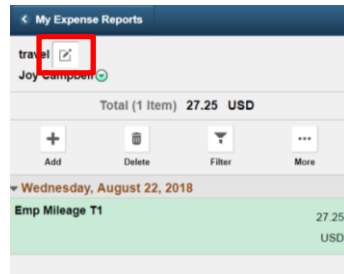 My Expense Reports
travel
Joy Campbell
Total (1 Item) 27.25 USD
Add Delete Filter More
Wednesday, August 22, 2018
Emp Mileage T1
27.25
USD